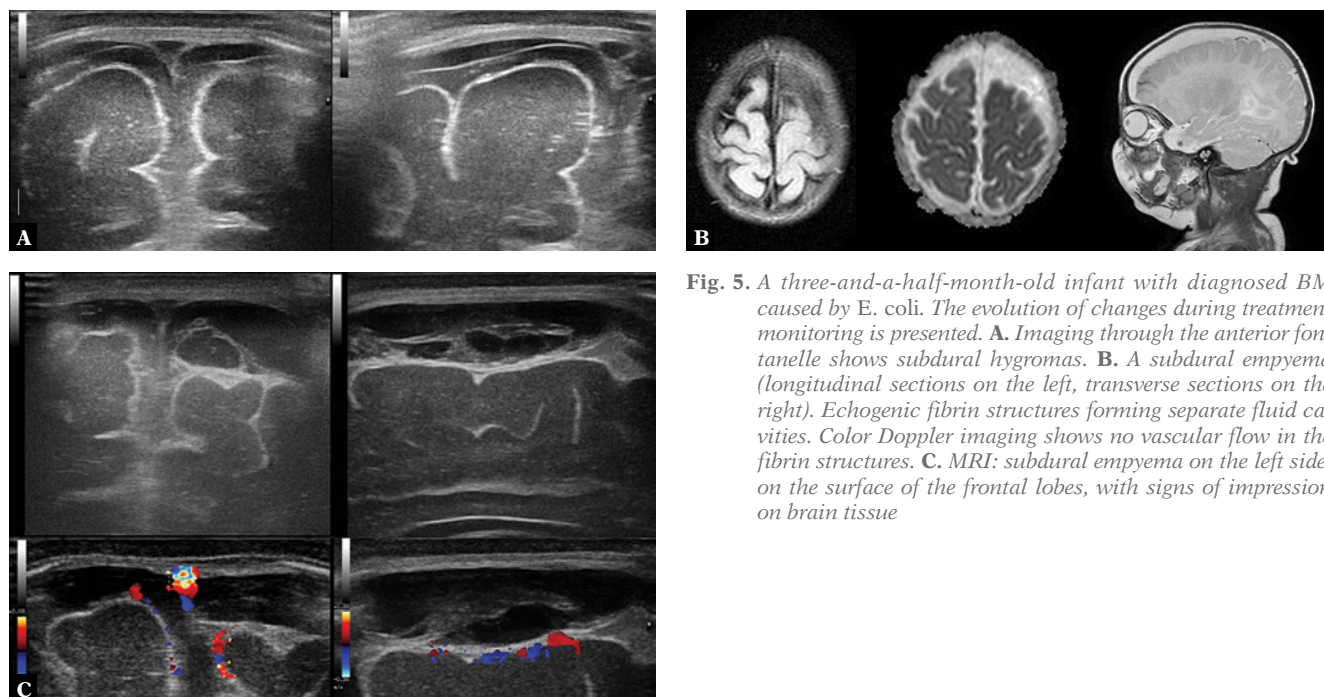 A
B
Fig. 5. A three-and-a-half-month-old infant with diagnosed BM
caused by E. coli. The evolution of changes during treatment
monitoring is presented. A. Imaging through the anterior fon
tanelle shows subdural hygromas. B. A subdural empyema
(longitudinal sections on the left, transverse sections on the
right). Echogenic fibrin structures forming separate fluid ca
vities. Color Doppler imaging shows no vascular flow in the
fibrin structures. C. MRI: subdural empyema on the left side
on the surface of the frontal lobes, with signs of impression
on brain tissue
C